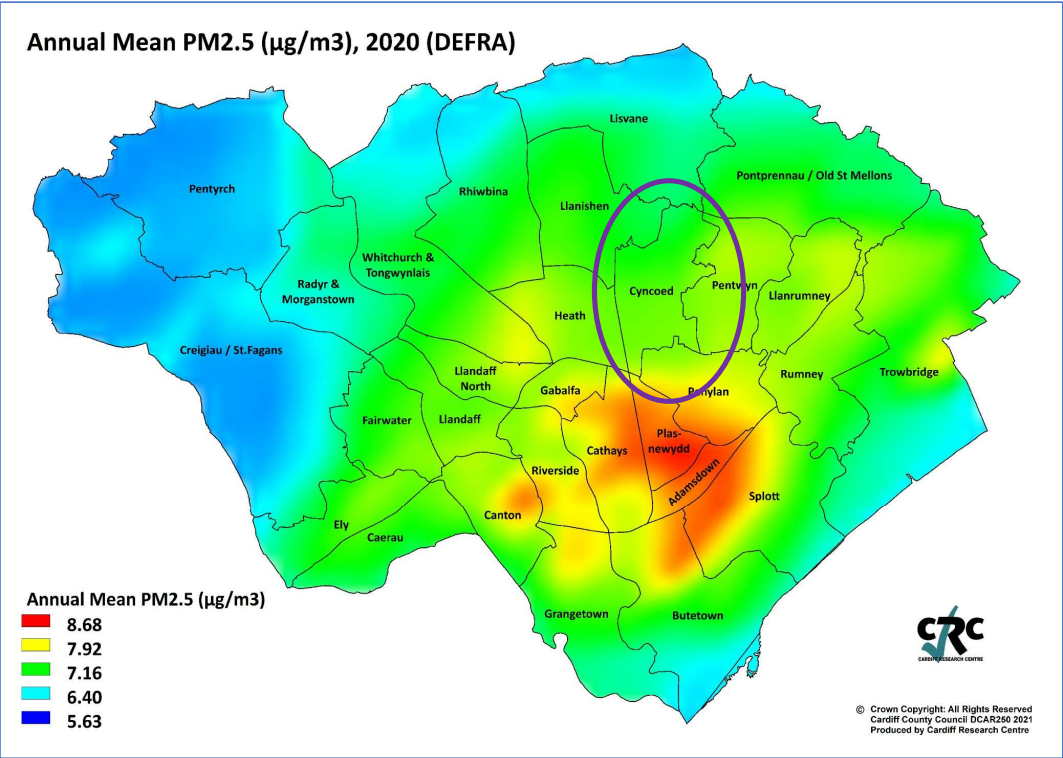 Annual Mean PM2.5 (µg/m3), 2020 (DEFRA)
Lisvane
Pontprennau / Old St Mellons
Pentyrch
Rhiwbina
Llanishen
Whitchurch &
Tongwynlais
Radyr &
Morganstown
Cyncoed
Pentwyn
Llanrumney
Heath
Creigiau / St.Fagans
Llandaff
North
Gabalfa
Penylan
Rumney
Trowbridge
Fairwater
Llandaff
Cathays
Plas-
newydd
Riverside
Adamsdown
Splott
Canton
Ely
Caerau
Grangetown
Butetown
Annual Mean PM2.5 (µg/m3)
8.68
7.92
7.16
6.40
5.63
CRC
CARDIFF RESEARCH CENTRE
© Crown Copyright: All Rights Reserved
Cardiff County Council DCAR250 2021
Produced by Cardiff Research Centre